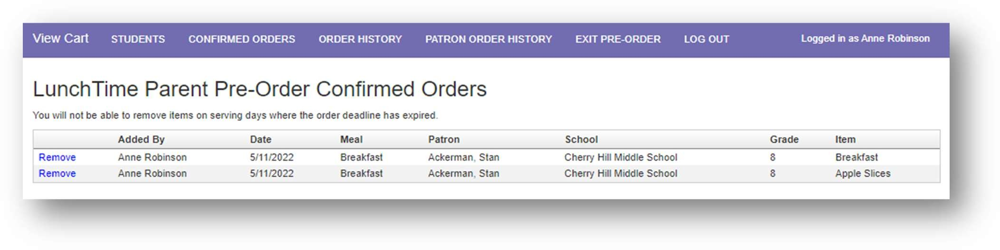 View Cart STUDENTS CONFIRMED ORDERS ORDER HISTORY PATRON ORDER HISTORY EXIT PRE-ORDER LOG OUT Logged in as Anne Robinson
LunchTime Parent Pre-Order Confirmed Orders
You will not be able to remove items on serving days where the order deadline has expired.
Added By Date Meal Patron School Grade Item
Remove Anne Robinson 5/11/2022 Breakfast Ackerman, Stan Cherry Hill Middle School 8 Breakfast
Remove Anne Robinson 5/11/2022 Breakfast Ackerman, Stan Cherry Hill Middle School 8 Apple Slices